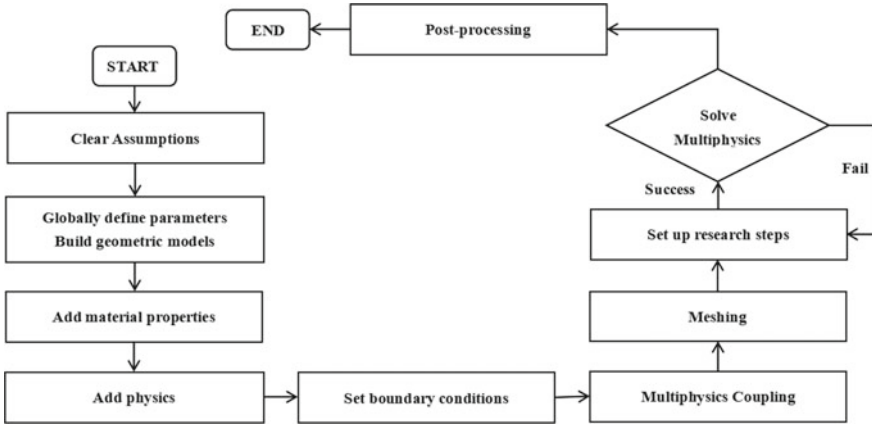 START
Clear Assumptions
Globally define parameters
Build geometric models
Add material properties
Add physics
Set boundary conditions
Multiphysics Coupling
Meshing
Set up research steps
Success
Solve
Multiphysics
Fail
Post-processing
END